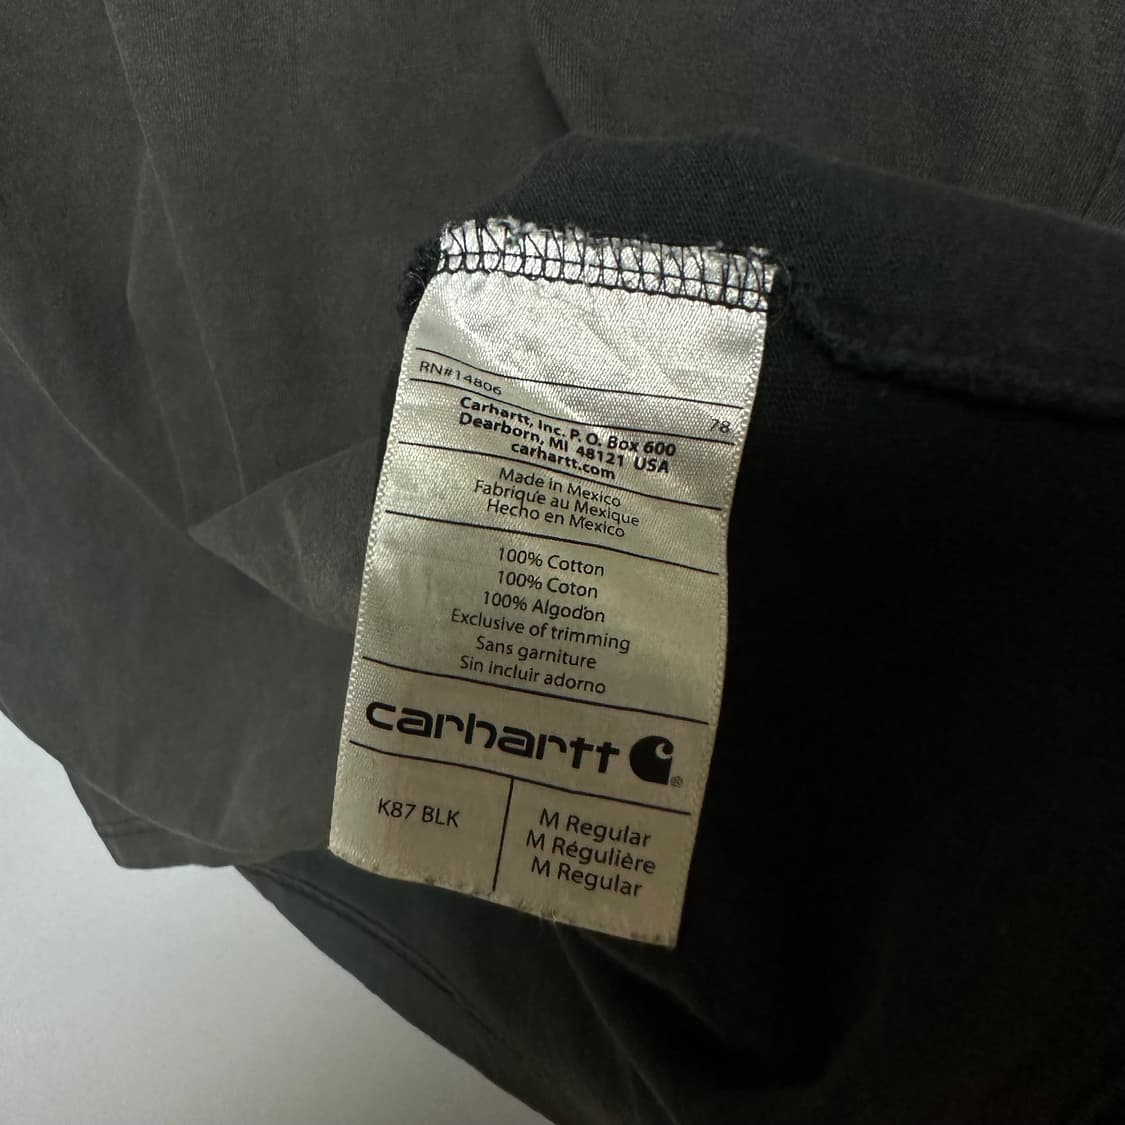 RN#14806
78
Carhartt, Inc. P. O. Box 600
Dearborn, MI 48121 USA
carhartt.com
Made in Mexico
Fabriqué au Mexique
Hecho en Mexico
100% Cotton
100% Coton
100% Algodón
Exclusive of trimming
Sans garniture
Sin incluir adorno
carhartt
®
K87 BLK
M Regular
M Régulière
M Regular